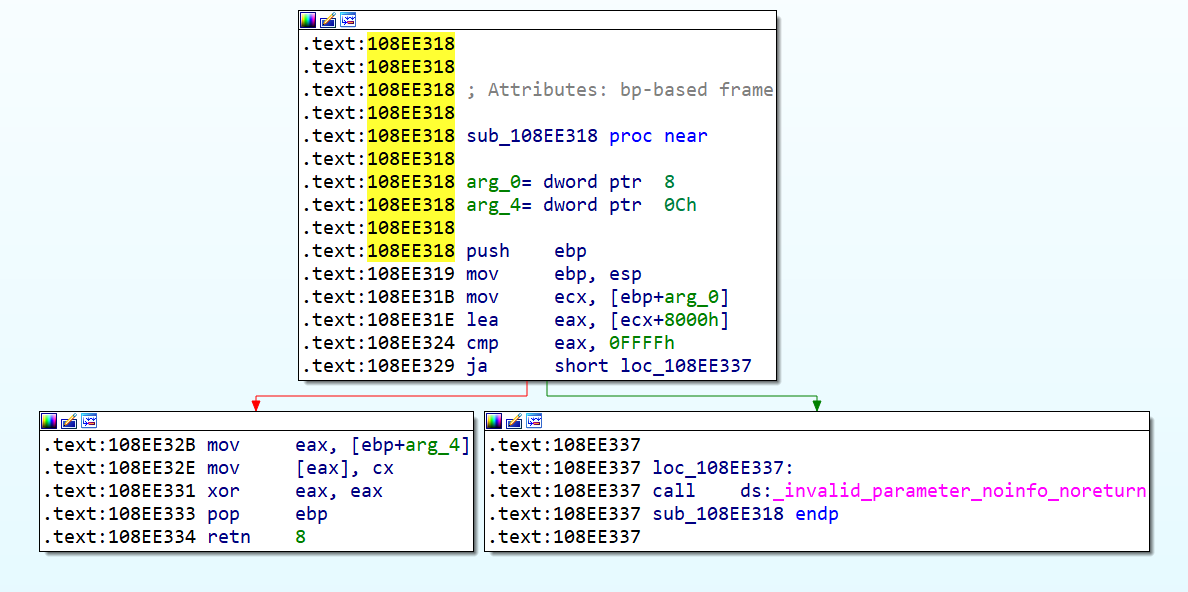 .text:108EE318
.text:108EE318
.text:108EE318 ; Attributes: bp-based frame
.text:108EE318
.text:108EE318 sub_108EE318 proc near
.text:108EE318
.text:108EE318 arg_0= dword ptr  8
.text:108EE318 arg_4= dword ptr  0Ch
.text:108EE318
.text:108EE318 push    ebp
.text:108EE319 mov     ebp, esp
.text:108EE31B mov     ecx, [ebp+arg_0]
.text:108EE31E lea     eax, [ecx+8000h]
.text:108EE324 cmp     eax, 0FFFFh
.text:108EE329 ja      short loc_108EE337
.text:108EE32B mov     eax, [ebp+arg_4]
.text:108EE32E mov     [eax], cx
.text:108EE331 xor     eax, eax
.text:108EE333 pop     ebp
.text:108EE334 retn    8
.text:108EE337
.text:108EE337 loc_108EE337:
.text:108EE337 call    ds:_invalid_parameter_noinfo_noreturn
.text:108EE337 sub_108EE318 endp
.text:108EE337